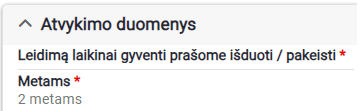 Atvykimo duomenys
Leidimą laikinai gyventi prašome išduoti / pakeisti *
Metams *
2 metams